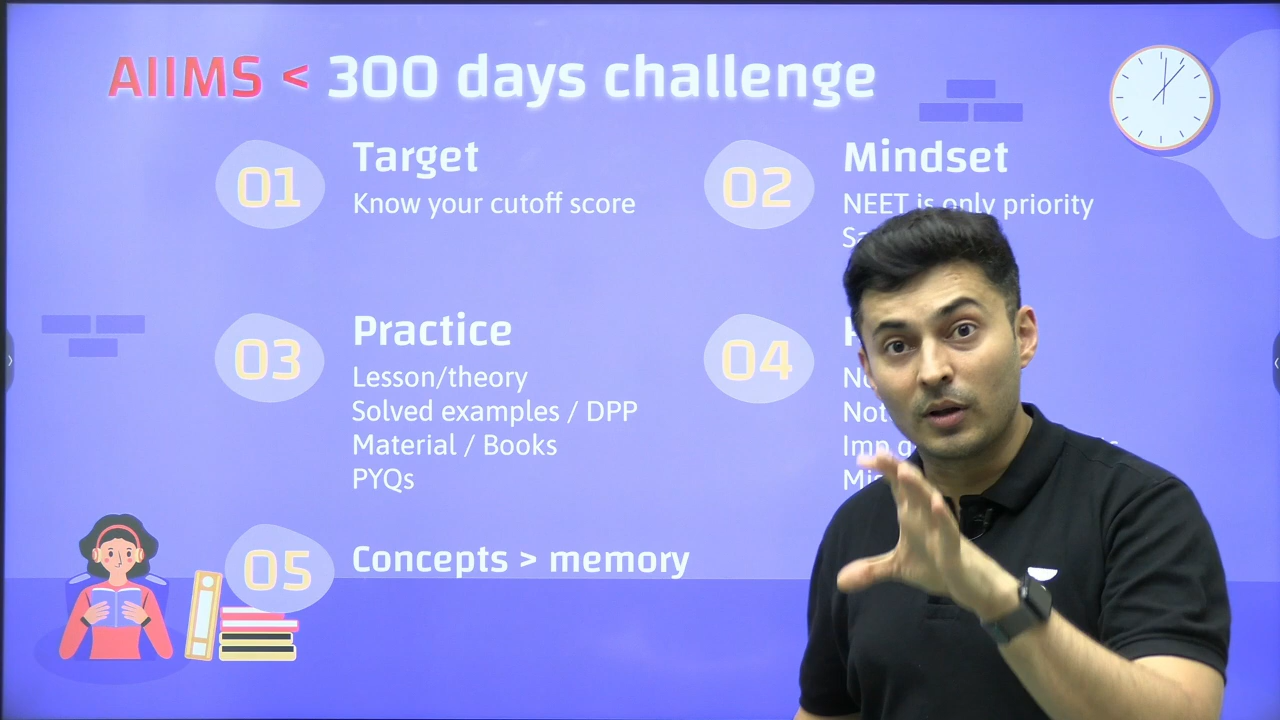 AIIMS < 300 days challenge
01
Target
Know your cutoff score
02
Mindset
NEET is only priority
03
Practice
Lesson/theory
Solved examples / DPP
Material / Books
PYQs
04
Imp
05
Concepts > memory